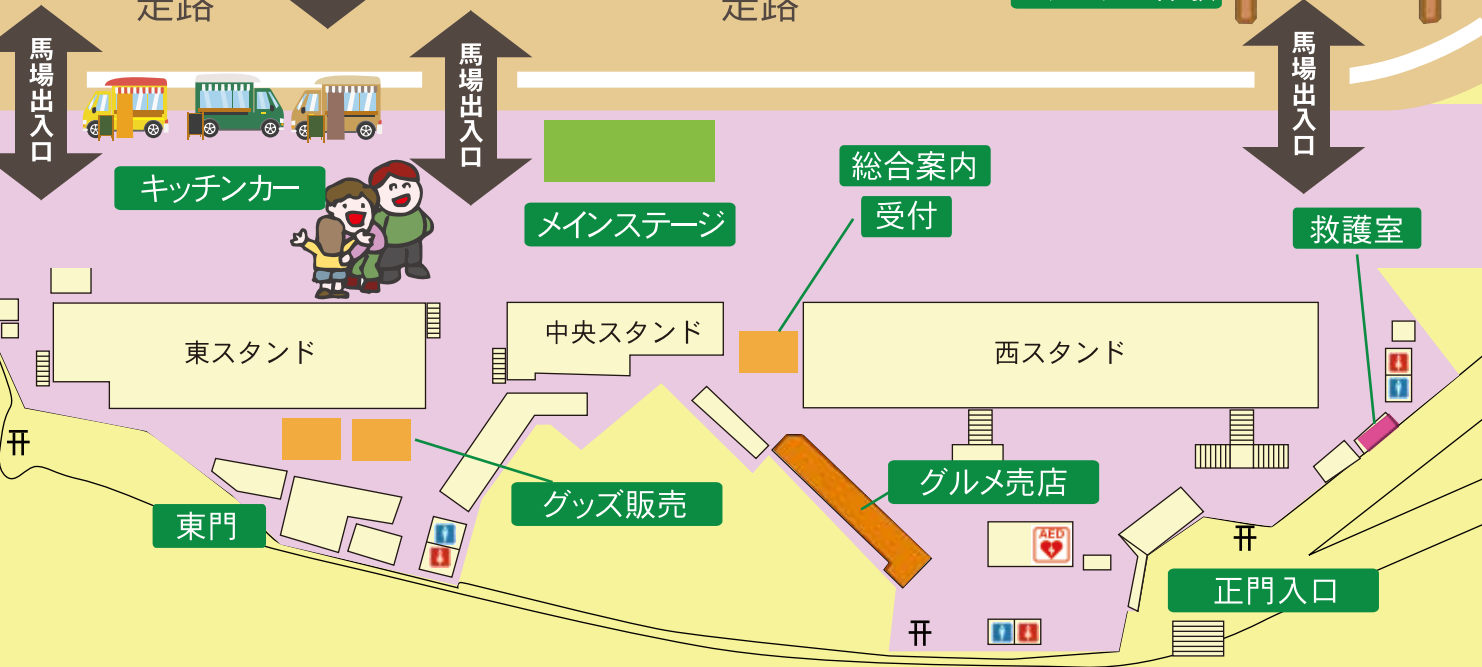 走路
走路
馬場出入口
馬場出入口
馬場出入口
キッチンカー
メインステージ
総合案内
受付
救護室
東スタンド
中央スタンド
西スタンド
グッズ販売
グルメ売店
東門
AED
正門入口